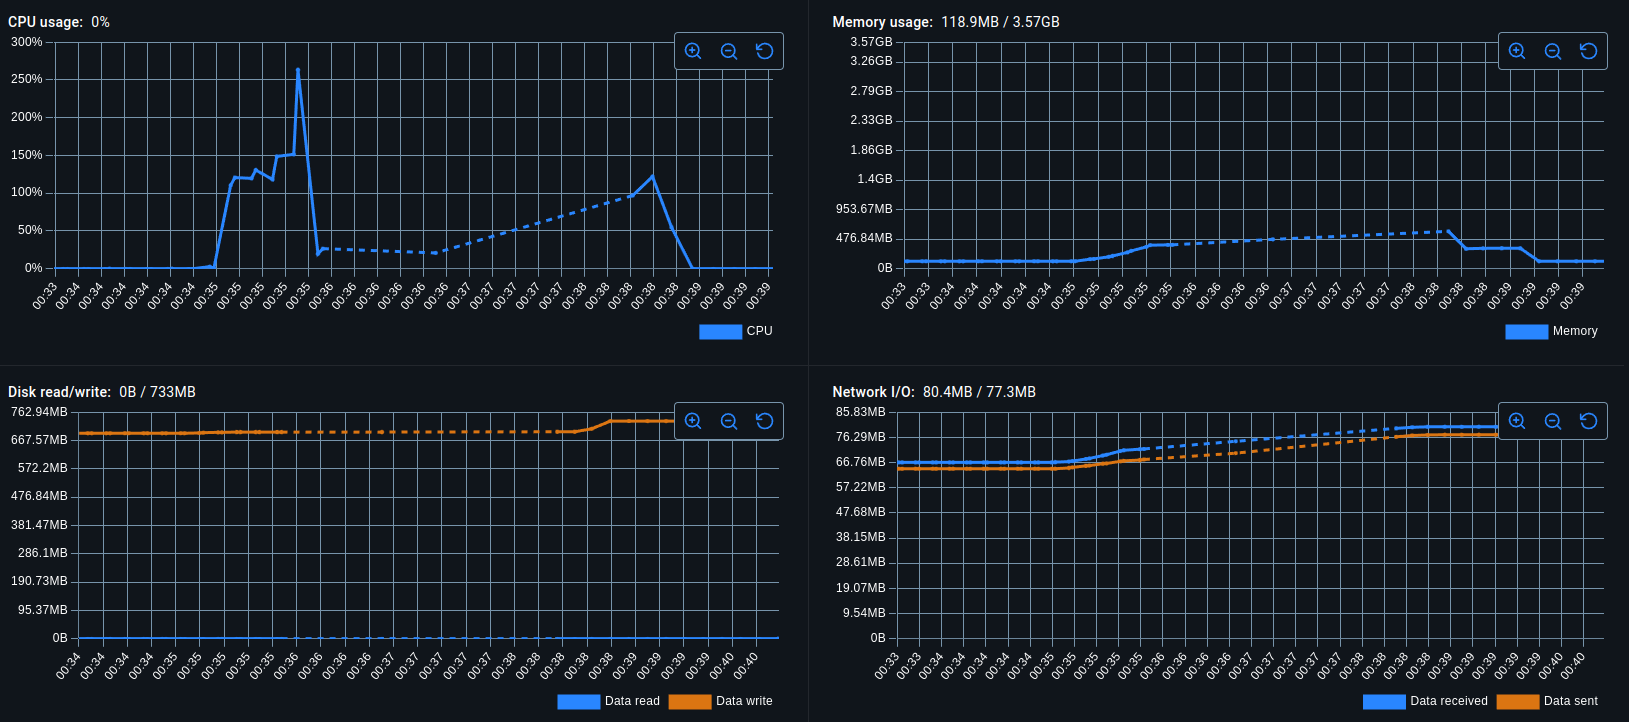 CPU usage: 0%
300%
250%
200%
150%
100%
50%
0%
00:33 00:34 00:34 00:34 00:34 00:34 00:34 00:35 00:35 00:35 00:35 00:35 00:36 00:36 00:36 00:36 00:36 00:36 00:37 00:37 00:37 00:37 00:37 00:38 00:38 00:38 00:38 00:39 00:39 00:39 00:39
CPU
Memory usage: 118.9MB / 3.57GB
3.57GB
3.26GB
2.79GB
2.33GB
1.86GB
1.4GB
953.67MB
476.84MB
0B
00:33 00:33 00:34 00:34 00:34 00:34 00:34 00:35 00:35 00:35 00:35 00:35 00:36 00:36 00:36 00:36 00:37 00:37 00:37 00:37 00:38 00:38 00:38 00:38 00:39 00:39 00:39 00:39
Memory
Disk read/write: 0B / 733MB
762.94MB
667.57MB
572.2MB
476.84MB
381.47MB
286.1MB
190.73MB
95.37MB
0B
00:34 00:34 00:34 00:34 00:35 00:35 00:35 00:35 00:35 00:36 00:36 00:36 00:36 00:37 00:37 00:37 00:37 00:37 00:38 00:38 00:38 00:38 00:38 00:39 00:39 00:39 00:39 00:40 00:40
Data read
Data write
Network I/O: 80.4MB / 77.3MB
85.83MB
76.29MB
66.76MB
57.22MB
47.68MB
38.15MB
28.61MB
19.07MB
9.54MB
0B
00:33 00:33 00:34 00:34 00:34 00:34 00:34 00:35 00:35 00:35 00:35 00:35 00:36 00:36 00:36 00:36 00:37 00:37 00:37 00:37 00:37 00:38 00:38 00:38 00:38 00:39 00:39 00:39 00:39 00:40 00:40
Data received
Data sent